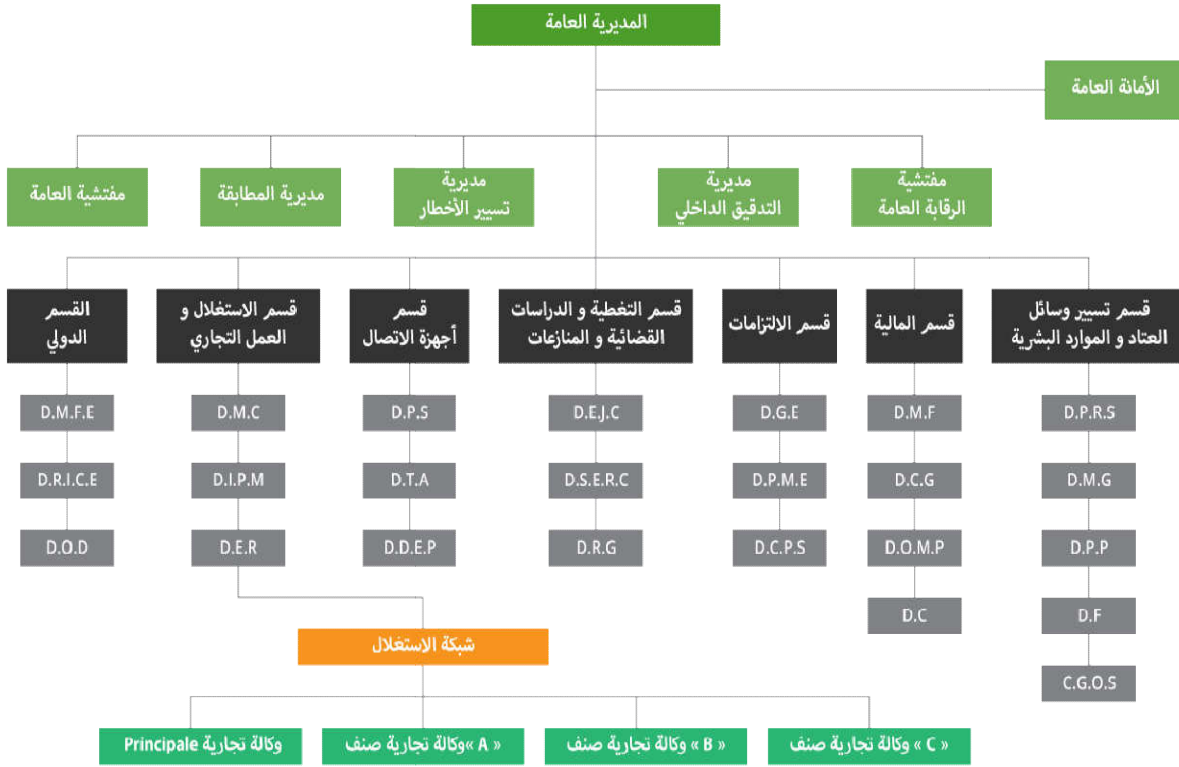 المديرية العامة
الأمانة العامة
مفتشية
الرقابة العامة
مديرية
التدقيق الداخلي
مديرية
تسيير الأخطار
مديرية المطابقة
مفتشية العامة
قسم تسيير وسائل
العتاد و الموارد البشرية
قسم المالية
قسم الالتزامات
قسم التغطية و الدراسات
القضائية و المنازعات
قسم
أجهزة الاتصال
قسم الاستغلال و
العمل التجاري
القسم
الدولي
D.P.R.S
D.M.F
D.G.E
D.E.J.C
D.P.S
D.M.C
D.M.F.E
D.M.G
D.C.G
D.P.M.E
D.S.E.R.C
D.T.A
D.I.P.M
D.R.I.C.E
D.P.P
D.O.M.P
D.C.P.S
D.R.G
D.D.E.P
D.E.R
D.O.D
D.F
D.C
C.G.O.S
شبكة الاستغلال
« C » وكالة تجارية صنف
« B » وكالة تجارية صنف
« A »وكالة تجارية صنف
وكالة تجارية Principale